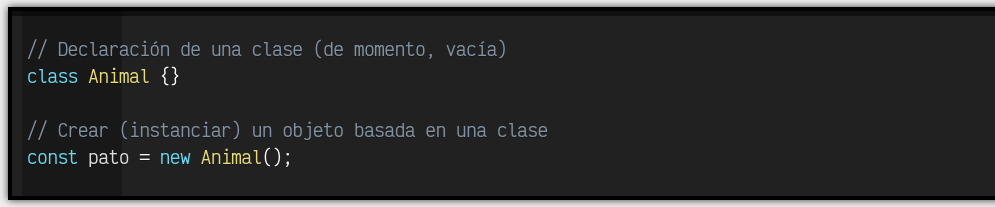 // Declaración de una clase (de momento, vacía)
class Animal {}
// Crear (instanciar) un objeto basada en una clase
const pato = new Animal();